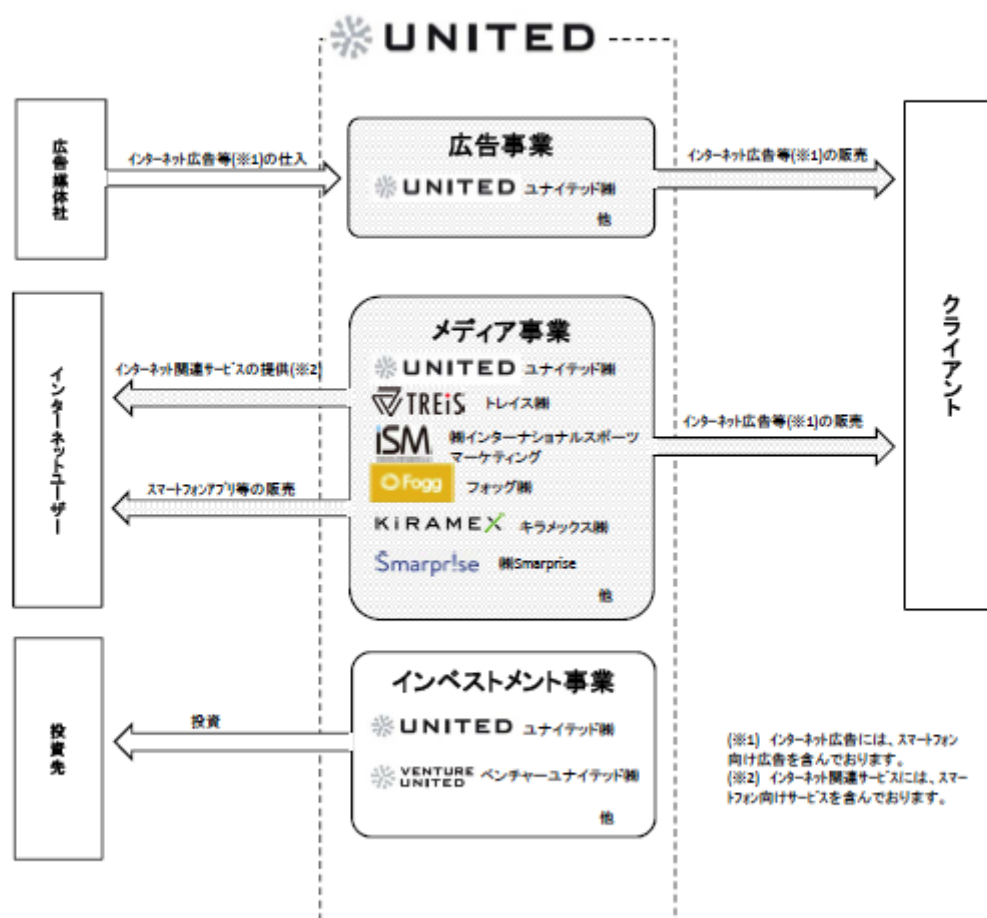 UNITED
広告媒体社
インターネット広告等(※1)の仕入
広告事業
UNITED ユナイテッド㈱
他
インターネット広告等(※1)の販売
クライアント
インターネットユーザー
インターネット関連サービスの提供(※2)
スマートフォンアプリ等の販売
メディア事業
UNITED ユナイテッド㈱
TREiS トレイス㈱
iSM ㈱インターナショナルスポーツ
マーケティング
Fogg フォッグ㈱
KiRAMEX キラメックス㈱
Smarpr!se ㈱Smarprise
他
インターネット広告等(※1)の販売
投資先
投資
インベストメント事業
UNITED ユナイテッド㈱
VENTURE UNITED ベンチャーユナイテッド㈱
他
(※1) インターネット広告には、スマートフォン
向け広告を含んでおります。
(※2) インターネット関連サービスには、スマー
トフォン向けサービスを含んでおります。